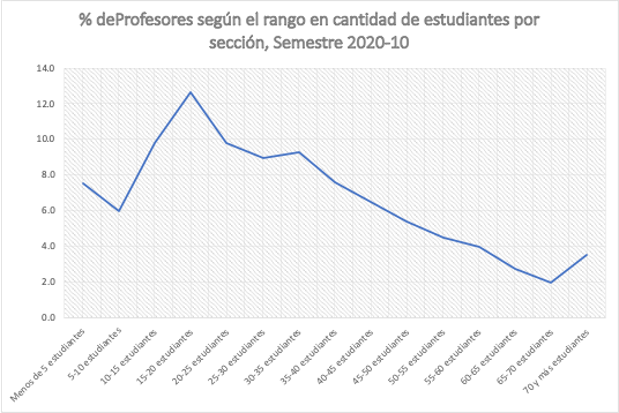 % deProfesores según el rango en cantidad de estudiantes por
sección, Semestre 2020-10
14.0
12.0
10.0
8.0
6.0
4.0
2.0
0.0
Menos de 5 estudiantes
5-10 estudiantes
10-15 estudiantes
15-20 estudiantes
20-25 estudiantes
25-30 estudiantes
30-35 estudiantes
35-40 estudiantes
40-45 estudiantes
45-50 estudiantes
50-55 estudiantes
55-60 estudiantes
60-65 estudiantes
65-70 estudiantes
70 y más estudiantes